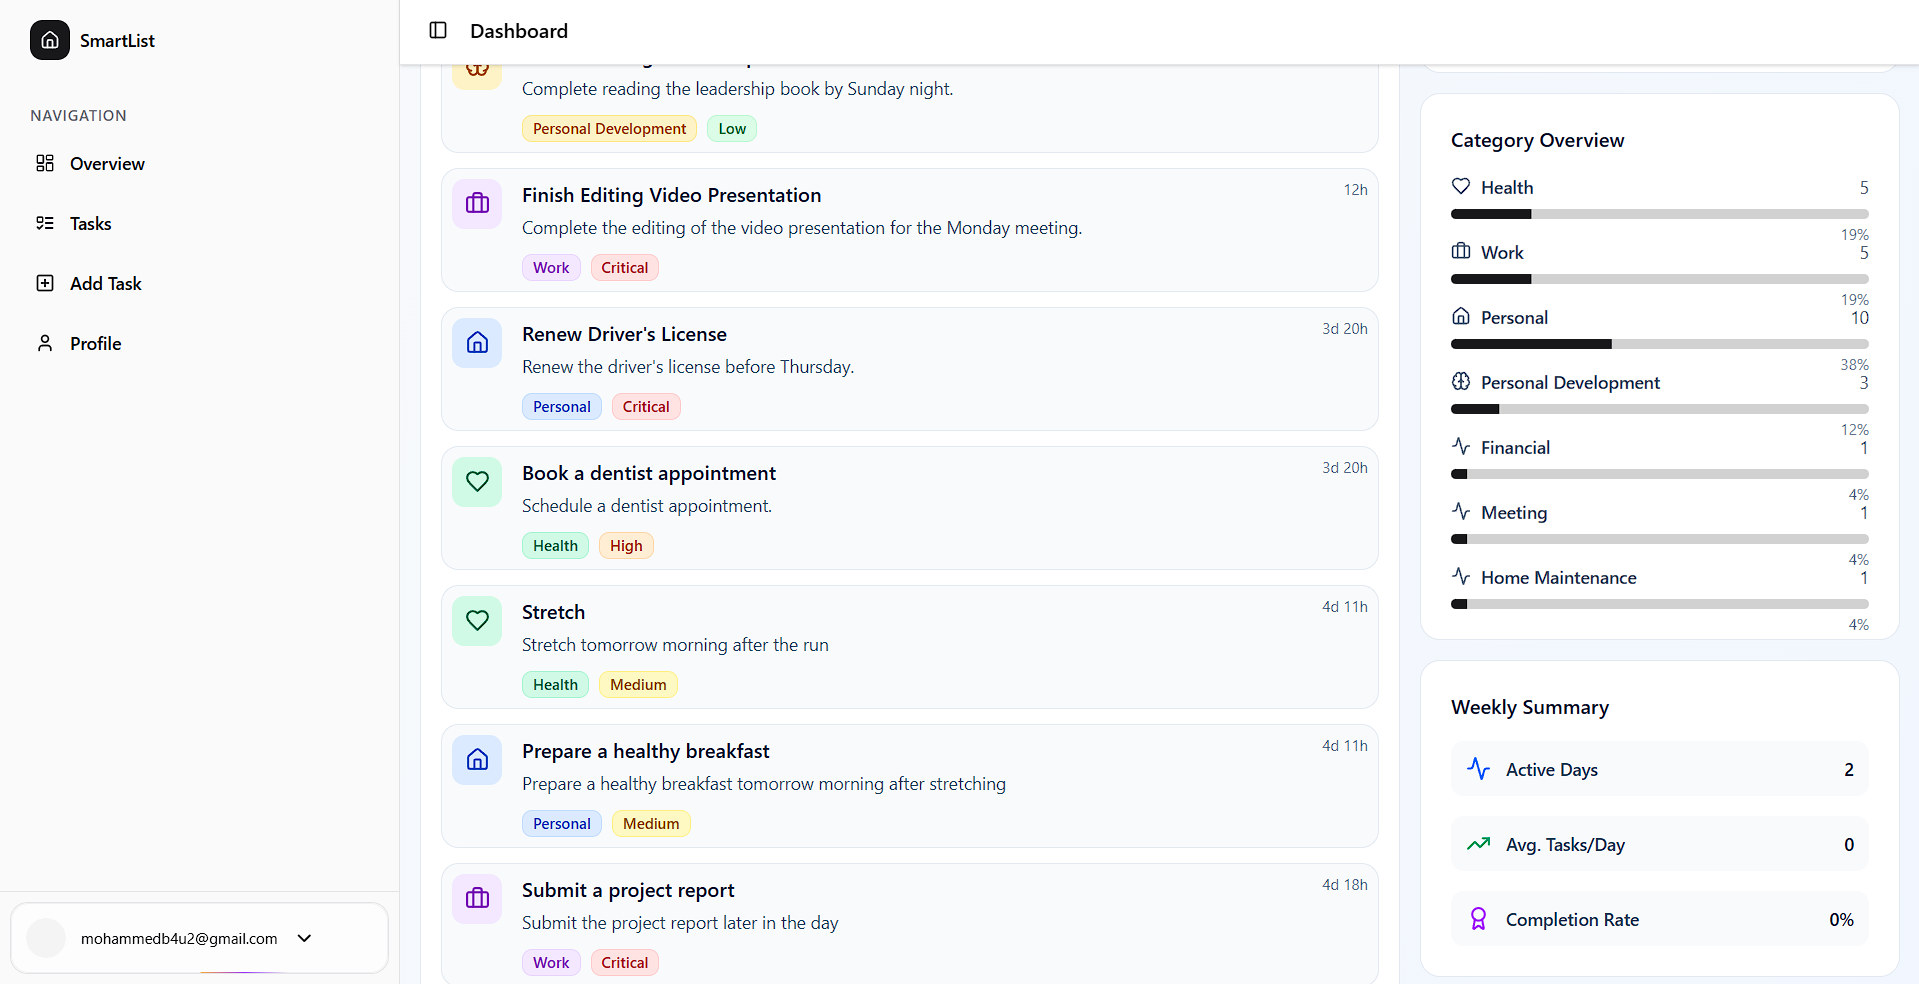 SmartList
NAVIGATION
Overview
Tasks
Add Task
Profile
mohammedb4u2@gmail.com
Dashboard
Complete reading the leadership book by Sunday night.
Personal Development Low
Finish Editing Video Presentation 12h
Complete the editing of the video presentation for the Monday meeting.
Work Critical
Renew Driver's License 3d 20h
Renew the driver's license before Thursday.
Personal Critical
Book a dentist appointment 3d 20h
Schedule a dentist appointment.
Health High
Stretch 4d 11h
Stretch tomorrow morning after the run
Health Medium
Prepare a healthy breakfast 4d 11h
Prepare a healthy breakfast tomorrow morning after stretching
Personal Medium
Submit a project report 4d 18h
Submit the project report later in the day
Work Critical
Category Overview
Health 5
19%
Work 5
19%
Personal 10
38%
Personal Development 3
12%
Financial 1
4%
Meeting 1
4%
Home Maintenance 1
4%
Weekly Summary
Active Days 2
Avg. Tasks/Day 0
Completion Rate 0%